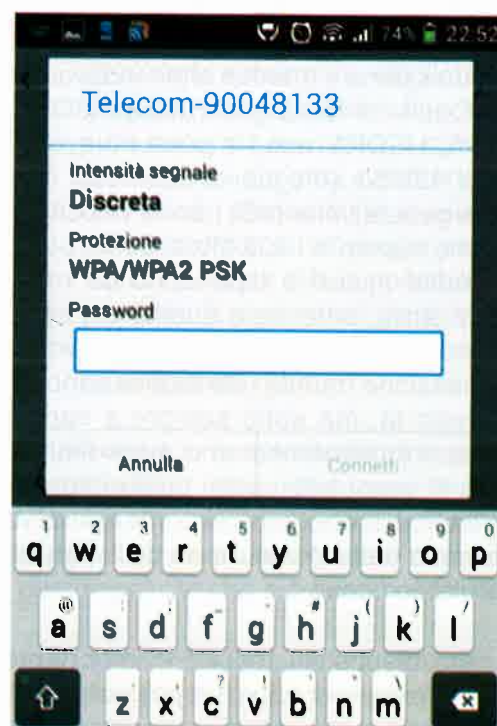 74% 22:52
Telecom-90048133
Intensità segnale
Discreta
Protezione
WPA/WPA2 PSK
Password
Annulla Connetti
1 2 3 4 5 6 7 8 9 0
q w e r t y u i o p
@ : ; _ - # ( ) /
a s d f g h j k l
? ! , " \
z x c v b n m